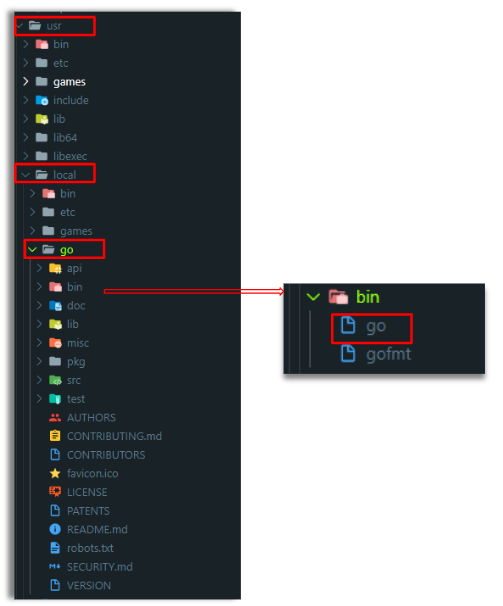 usr
bin
etc
games
include
lib
lib64
libexec
local
bin
etc
games
go
api
bin
doc
lib
misc
pkg
src
test
AUTHORS
CONTRIBUTING.md
CONTRIBUTORS
favicon.ico
LICENSE
PATENTS
README.md
robots.txt
SECURITY.md
VERSION
bin
go
gofmt